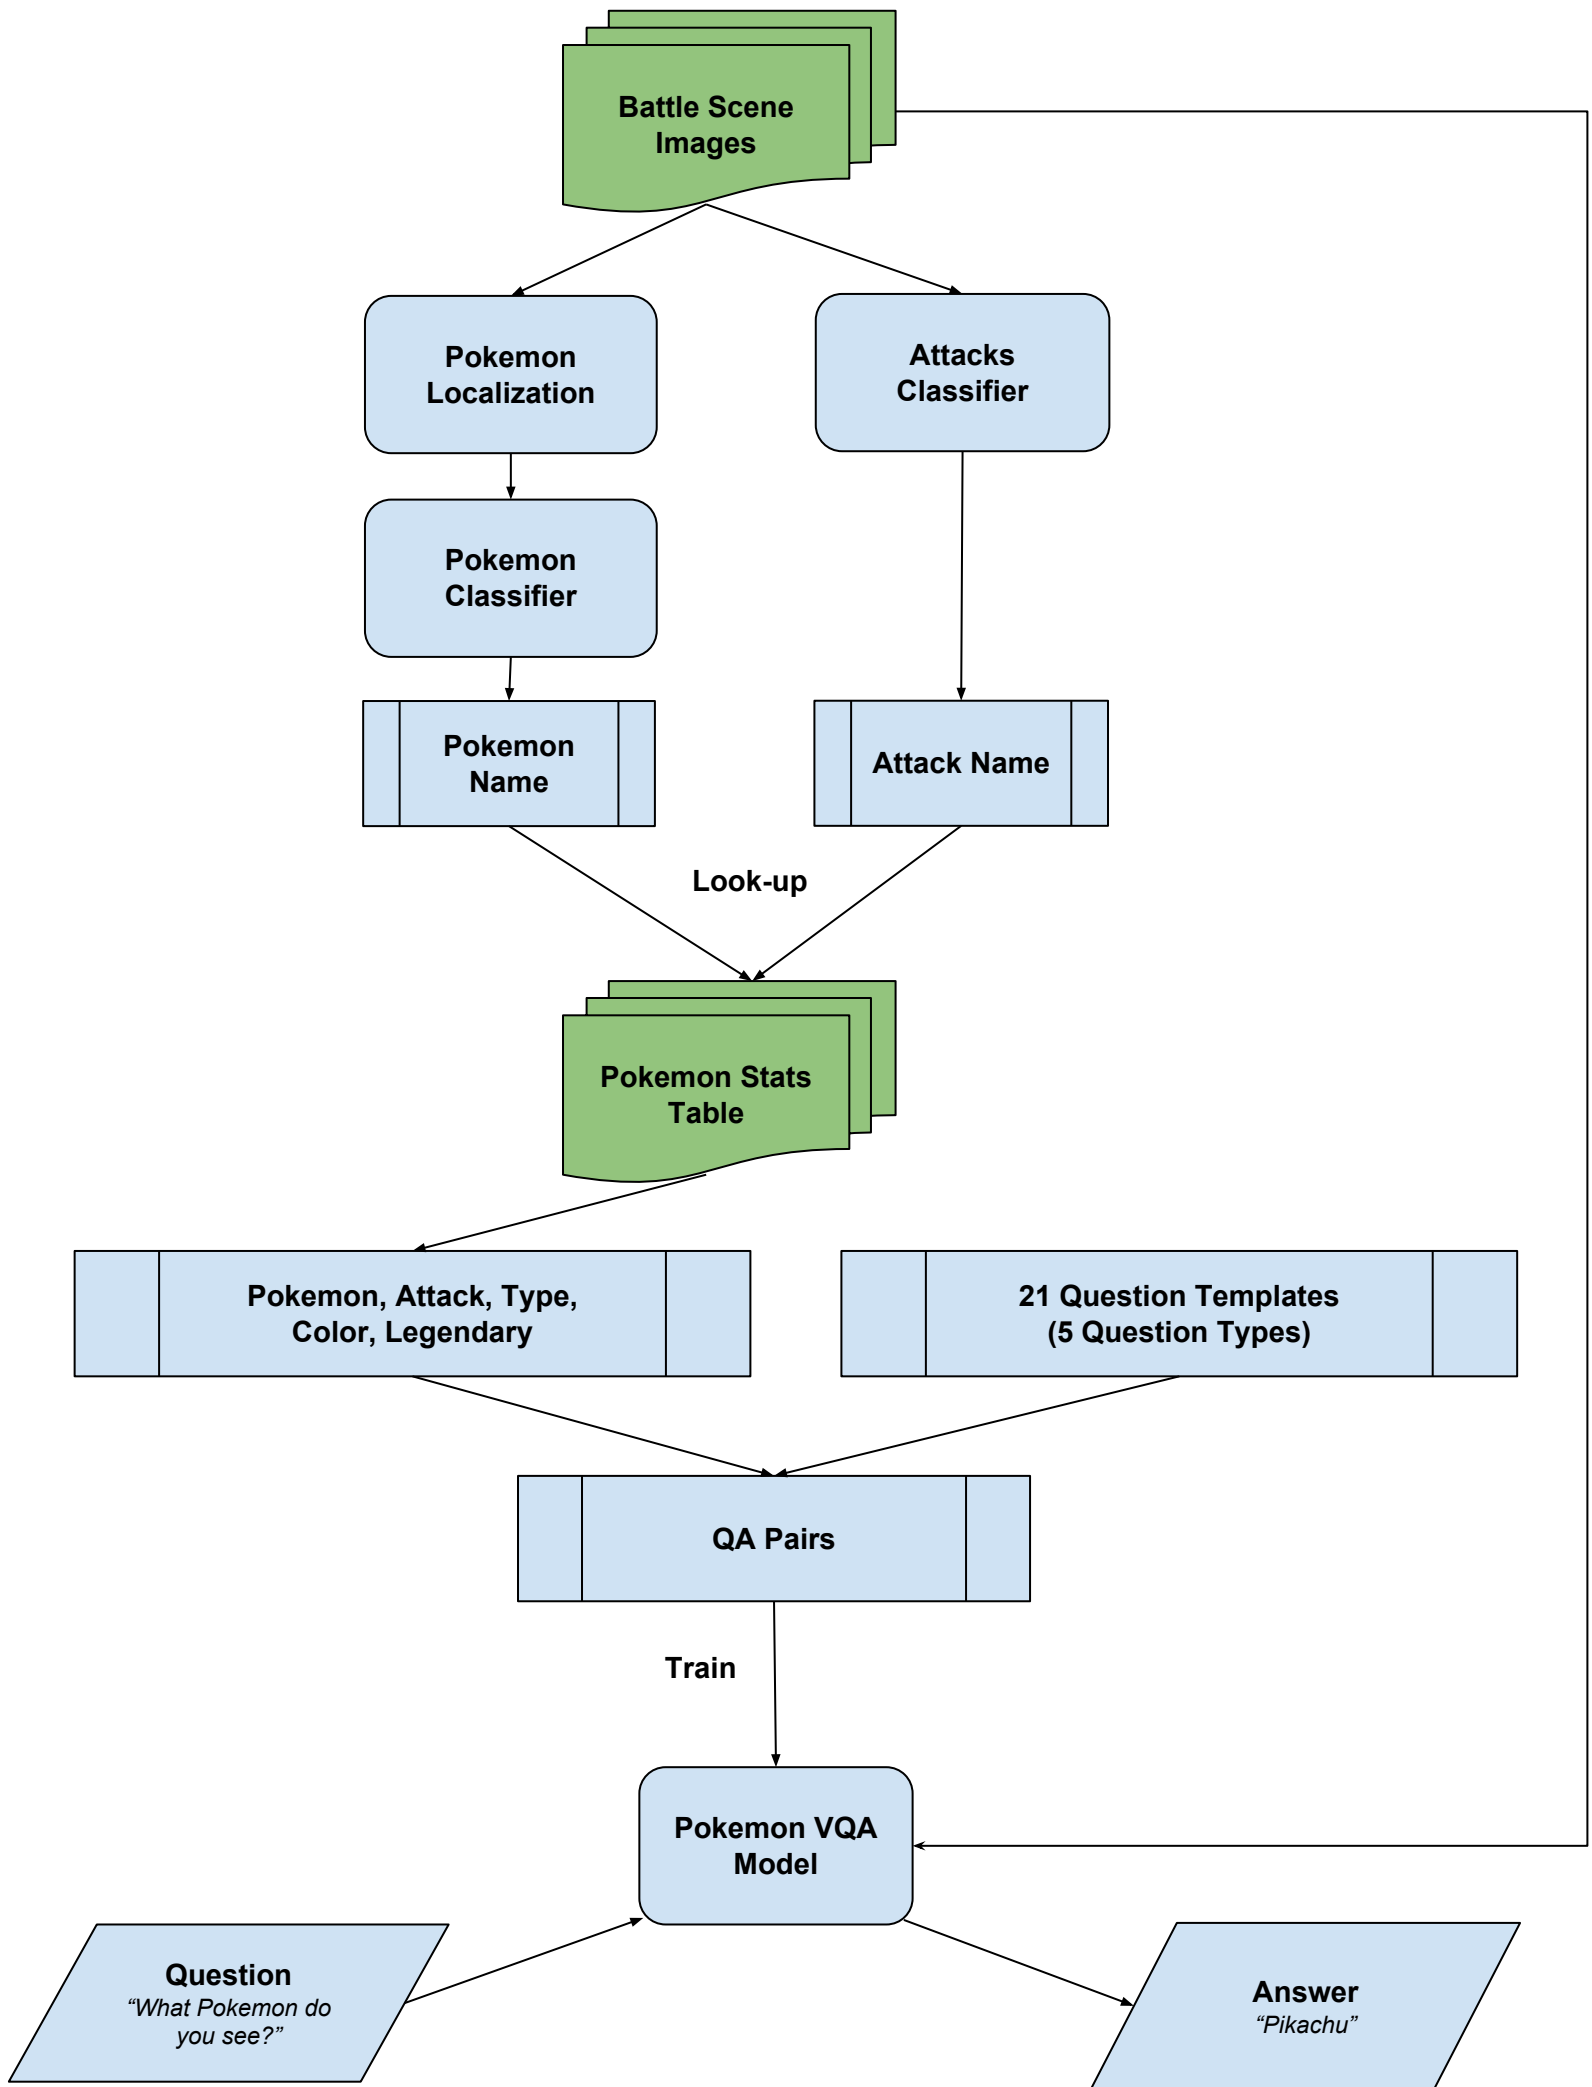 Battle Scene
Images
Pokemon
Localization
Attacks
Classifier
Pokemon
Classifier
Pokemon
Name
Attack Name
Look-up
Pokemon Stats
Table
Pokemon, Attack, Type,
Color, Legendary
21 Question Templates
(5 Question Types)
QA Pairs
Train
Pokemon VQA
Model
Question
“What Pokemon do
you see?”
Answer
“Pikachu”